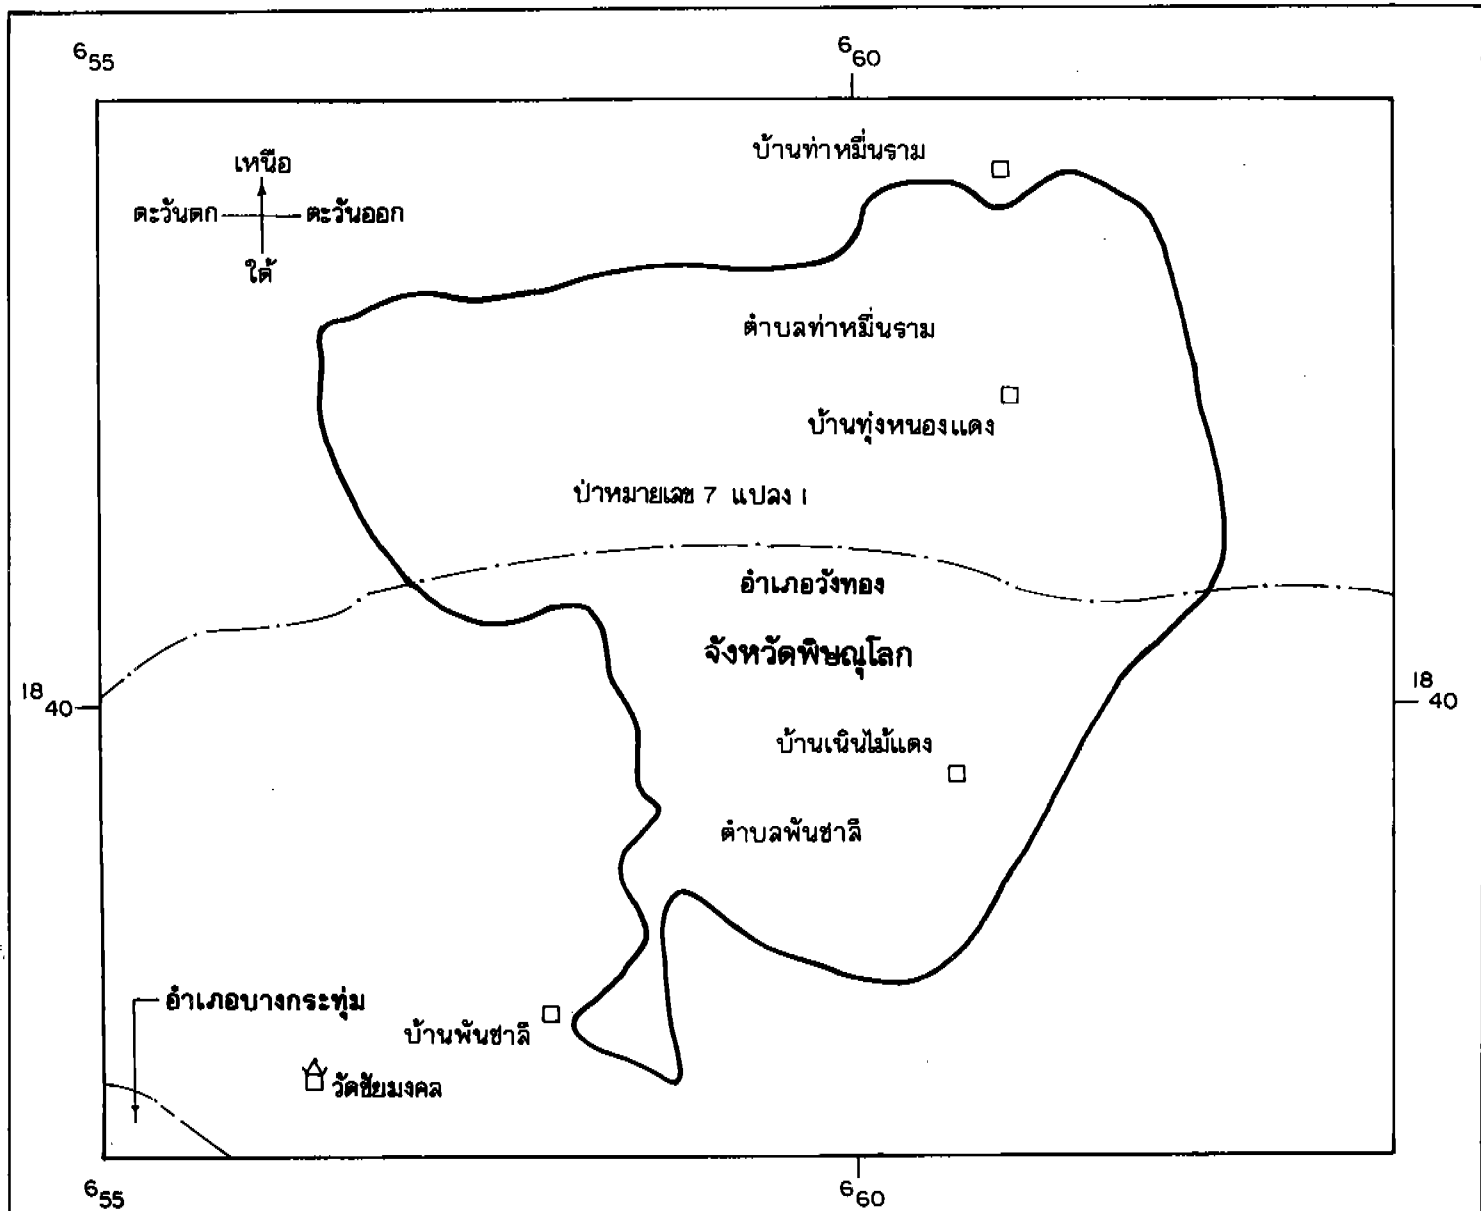 655
660
บ้านท่าหมื่นราม
เหนือ
ตะวันตก ตะวันออก
ใต้
ตำบลท่าหมื่นราม
บ้านทุ่งหนองแดง
ป่าหมายเลข 7 แปลง 1
อำเภอวังทอง
จังหวัดพิษณุโลก
18 40
18 40
บ้านเนินไม้แดง
ตำบลพันชาลี
อำเภอบางกระทุ่ม
บ้านพันชาลี
วัดชัยมงคล
655
660